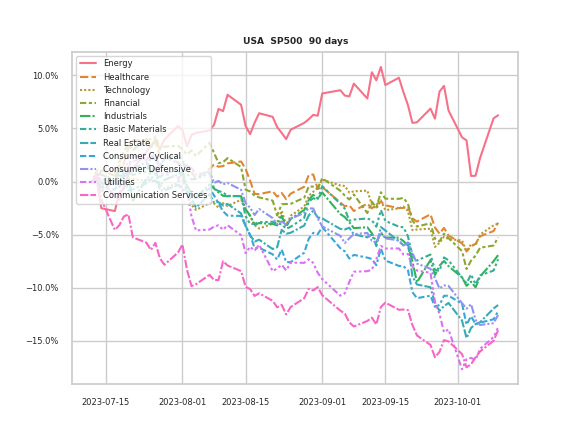 USA SP500 90 days
10.0%
5.0%
0.0%
−5.0%
−10.0%
−15.0%
Energy
Healthcare
Technology
Financial
Industrials
Basic Materials
Real Estate
Consumer Cyclical
Consumer Defensive
Utilities
Communication Services
2023-07-15 2023-08-01 2023-08-15 2023-09-01 2023-09-15 2023-10-01